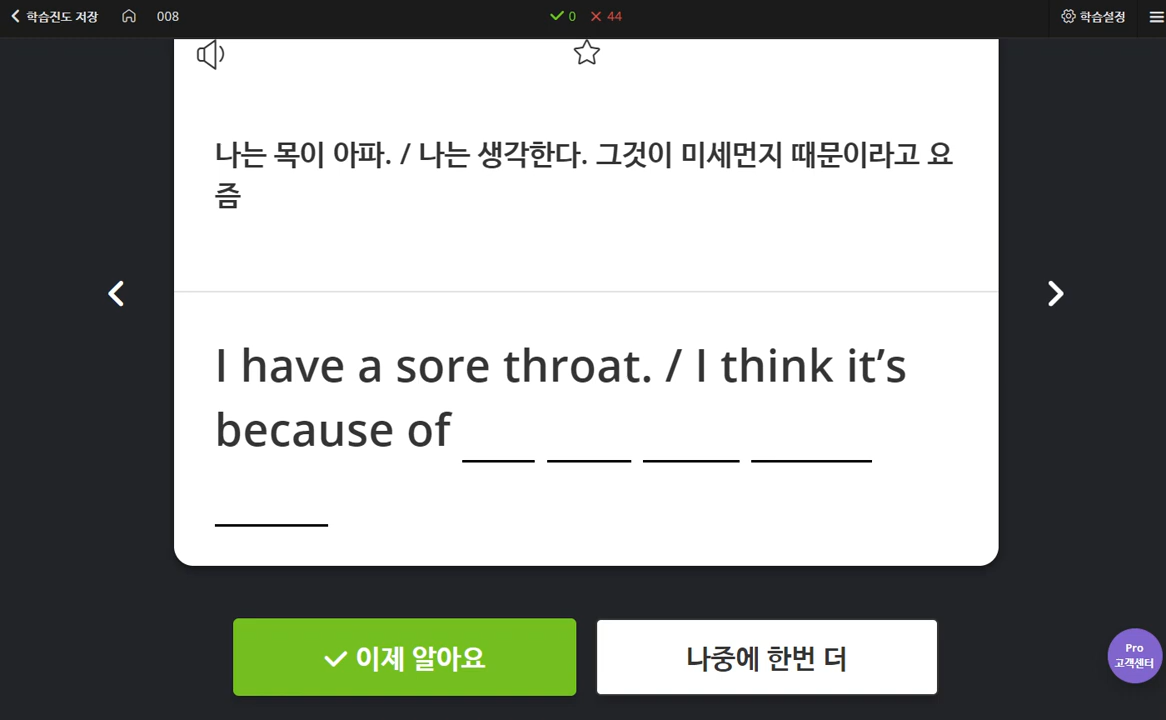 학습진도 저장 008 0 44 학습설정
나는 목이 아파. / 나는 생각한다. 그것이 미세먼지 때문이라고 요
즘
I have a sore throat. / I think it’s
because of
이제 알아요 나중에 한번 더
Pro
고객센터